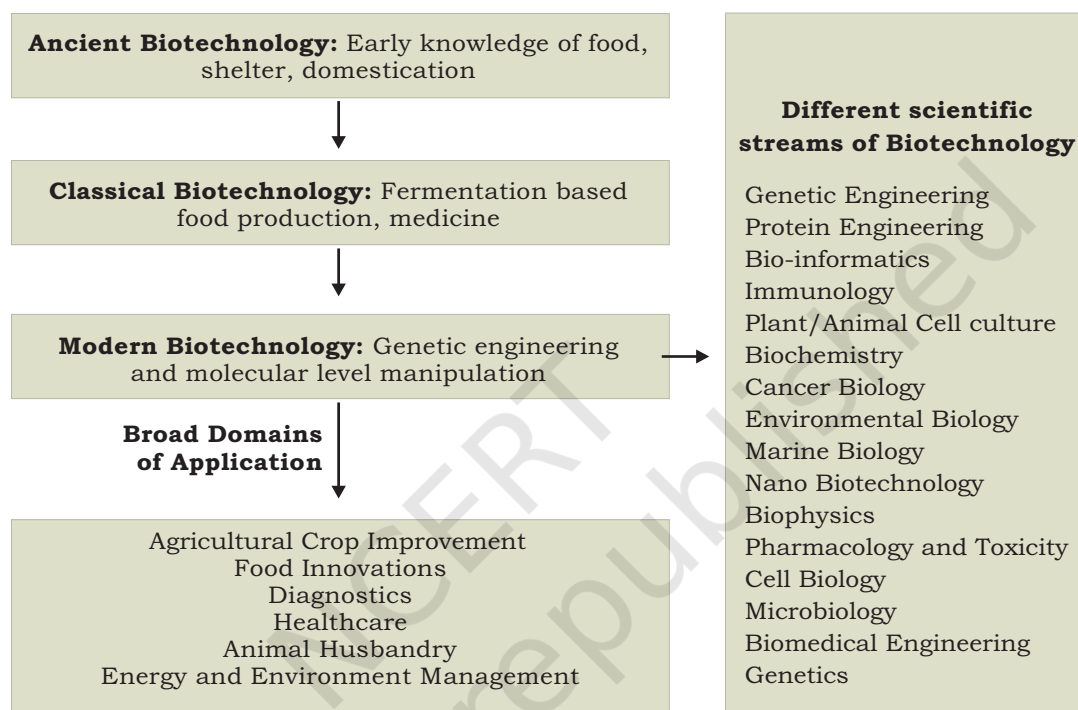 Ancient Biotechnology: Early knowledge of food,
shelter, domestication
Classical Biotechnology: Fermentation based
food production, medicine
Modern Biotechnology: Genetic engineering
and molecular level manipulation
Broad Domains
of Application
Agricultural Crop Improvement
Food Innovations
Diagnostics
Healthcare
Animal Husbandry
Energy and Environment Management
Different scientific
streams of Biotechnology
Genetic Engineering
Protein Engineering
Bio-informatics
Immunology
Plant/Animal Cell culture
Biochemistry
Cancer Biology
Environmental Biology
Marine Biology
Nano Biotechnology
Biophysics
Pharmacology and Toxicity
Cell Biology
Microbiology
Biomedical Engineering
Genetics
NCERT
republished